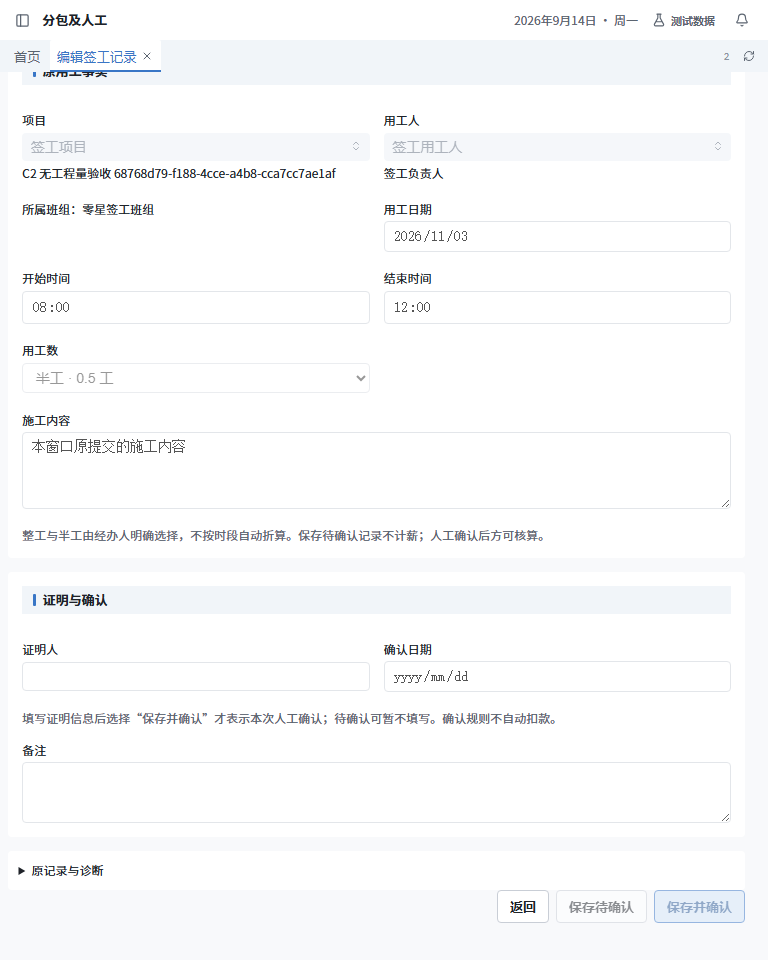 分包及人工
2026年9月14日 · 周一
测试数据
首页
编辑签工记录 ×
2
原用工事实
项目
用工人
签工项目
签工用工人
C2 无工程量验收 68768d79-f188-4cce-a4b8-cca7cc7ae1af
签工负责人
所属班组：零星签工班组
用工日期
2026/11/03
开始时间
结束时间
08:00
12:00
用工数
半工 · 0.5 工
施工内容
本窗口原提交的施工内容
整工与半工由经办人明确选择，不按时段自动折算。保存待确认记录不计薪；人工确认后方可核算。
证明与确认
证明人
确认日期
yyyy/mm/dd
填写证明信息后选择“保存并确认”才表示本次人工确认；待确认可暂不填写。确认规则不自动扣款。
备注
原记录与诊断
返回
保存待确认
保存并确认